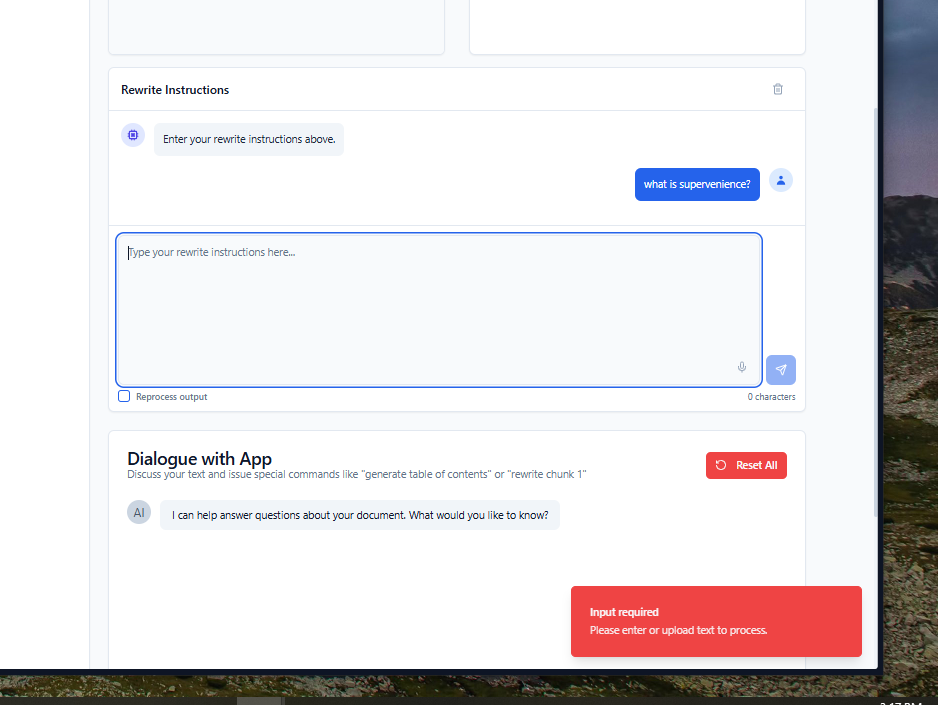 Rewrite Instructions
Enter your rewrite instructions above.
what is supervenience?
Type your rewrite instructions here...
Reprocess output
0 characters
Dialogue with App
Discuss your text and issue special commands like "generate table of contents" or "rewrite chunk 1"
Reset All
AI
I can help answer questions about your document. What would you like to know?
Input required
Please enter or upload text to process.